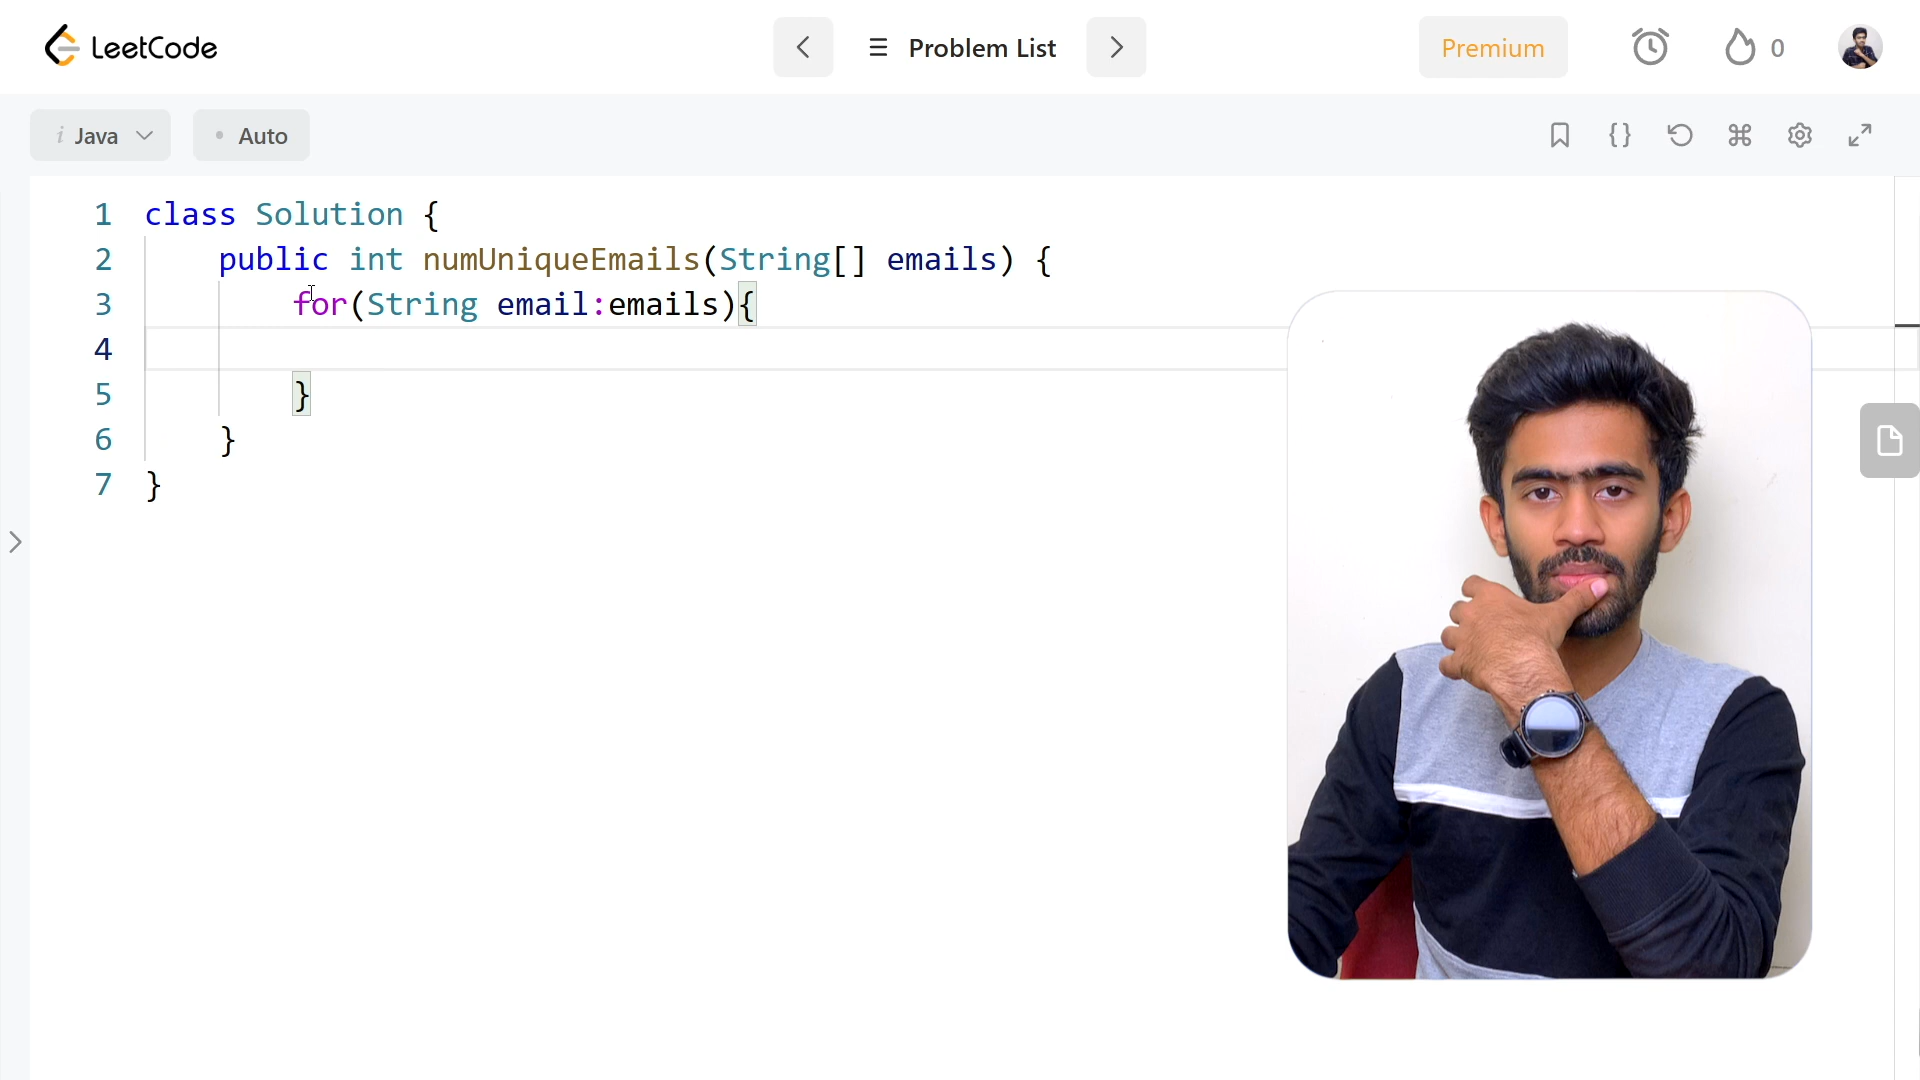 LeetCode
Problem List
Premium
0
Java
Auto
1 class Solution {
2 public int numUniqueEmails(String[] emails) {
3 for(String email:emails){
4
5 }
6 }
7 }